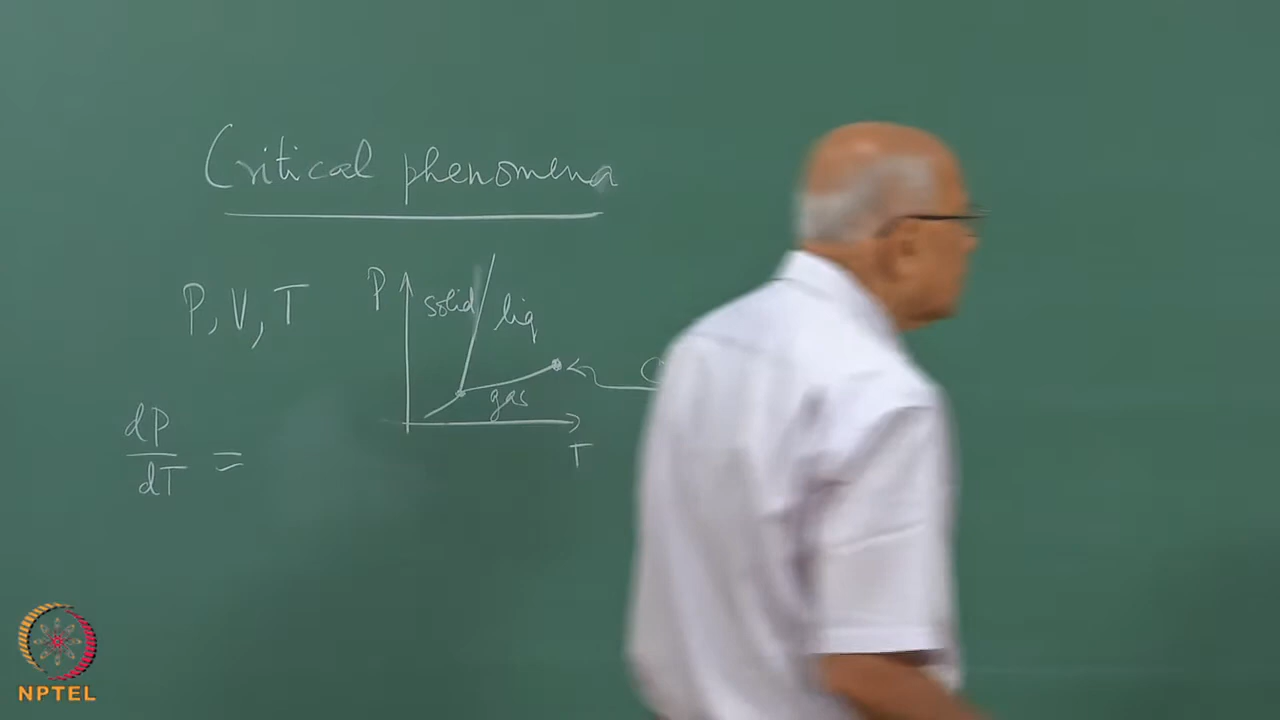 Critical phenomena
P, V, T
P
solid
liq
gas
T
C
dP
dT
=
NPTEL